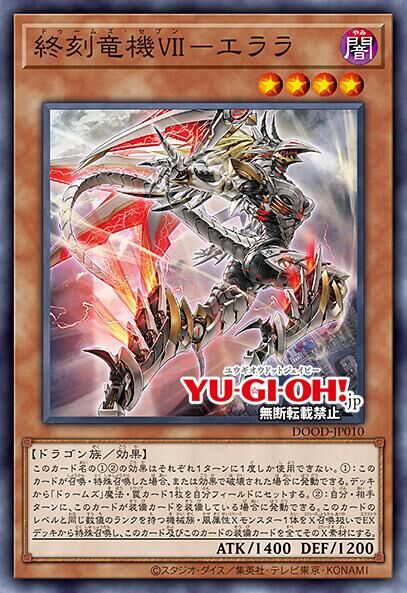 ドゥームズ・セブン
終刻竜機Ⅶ－エララ
やみ
闇
ユウギオウドットジェイピー
YU-GI-OH!.jp
無断転載禁止
DOOD-JP010
【ドラゴン族／効果】
このカード名の①②の効果はそれぞれ1ターンに1度しか使用できない。①：この
カードが召喚・特殊召喚した場合、または効果で破壊された場合に発動できる。デッキ
から「ドゥームズ」魔法・罠カード1枚を自分フィールドにセットする。②：自分・相手
ターンに、このカードが装備カードを装備している場合に発動できる。このカードの
レベルと同じ数値のランクを持つ機械族・風属性Xモンスター1体をX召喚扱いでEX
デッキから特殊召喚し、このカード及びこのカードの装備カードを全てそのX素材にする。
ATK/1400 DEF/1200
©スタジオ・ダイス／集英社・テレビ東京・KONAMI